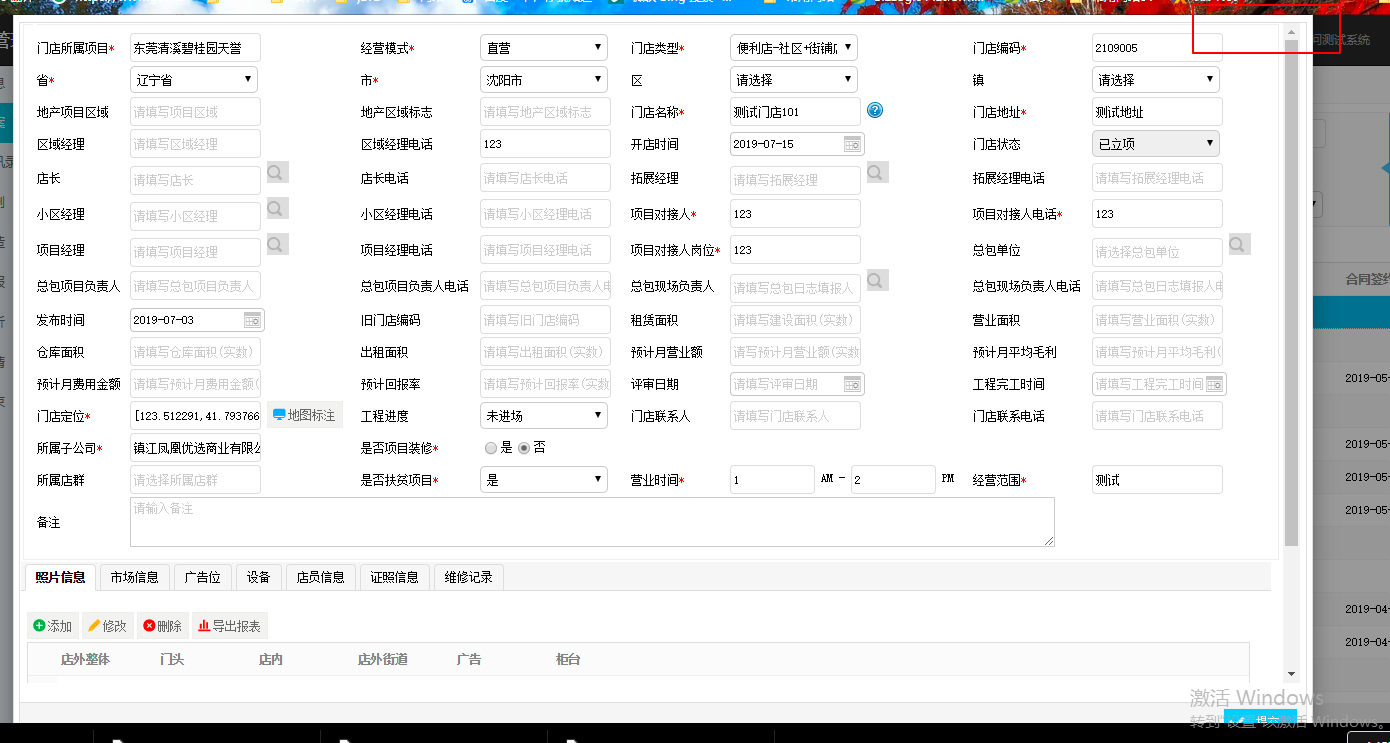 门店所属项目* 东莞清溪碧桂园天誉 经营模式* 直营 门店类型* 便利店-社区+街铺 门店编码* 2109005
省* 辽宁省 市* 沈阳市 区 请选择 镇 请选择
地产项目区域 请填写项目区域 地产区域标志 请填写地产区域标志 门店名称* 测试门店101 门店地址* 测试地址
区域经理 请填写区域经理 区域经理电话 123 开店时间 2019-07-15 门店状态 已立项
店长 请填写店长 店长电话 请填写店长电话 拓展经理 请填写拓展经理 拓展经理电话 请填写拓展经理电话
小区经理 请填写小区经理 小区经理电话 请填写小区经理电话 项目对接人* 123 项目对接人电话* 123
项目经理 请填写项目经理 项目经理电话 请填写项目经理电话 项目对接人岗位* 123 总包单位 请选择总包单位
总包项目负责人 请填写总包项目负责人 总包项目负责人电话 请填写总包项目负责人电 总包现场负责人 请填写总包日志填报人 总包现场负责人电话 请填写总包日志填报人电
发布时间 2019-07-03 旧门店编码 请填写旧门店编码 租赁面积 请填写建设面积(实数) 营业面积 请填写营业面积(实数)
仓库面积 请填写仓库面积(实数) 出租面积 请填写出租面积(实数) 预计月营业额 请写预计月营业额(实数 预计月平均毛利 请填写预计月平均毛利(
预计月费用金额 请填写预计月费用金额( 预计回报率 请填写预计回报率(实数 评审日期 请填写评审日期 工程完工时间 请填写工程完工时间
门店定位* [123.512291,41.793766 地图标注 工程进度 未进场 门店联系人 请填写门店联系人 门店联系电话 请填写门店联系电话
所属子公司* 镇江凤凰优选商业有限公 是否项目装修* 是 否
所属店群 请选择所属店群 是否扶贫项目* 是 营业时间* 1 AM - 2 PM 经营范围* 测试
备注 请输入备注
照片信息 市场信息 广告位 设备 店员信息 证照信息 维修记录
添加 修改 删除 导出报表
店外整体 门头 店内 店外街道 广告 柜台
问测试系统
合同签约
2019-05-
2019-05-
2019-05-
2019-05-
2019-04-
2019-04-
激活 Windows
转到"设置"以激活 Windows。
提交